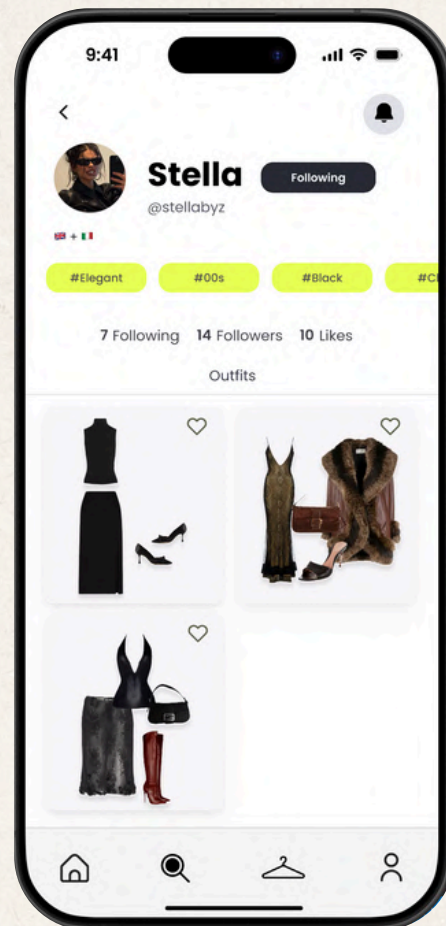 9:41
Stella
Following
@stellabyz
#Elegant #00s #Black #C
7 Following 14 Followers 10 Likes
Outfits